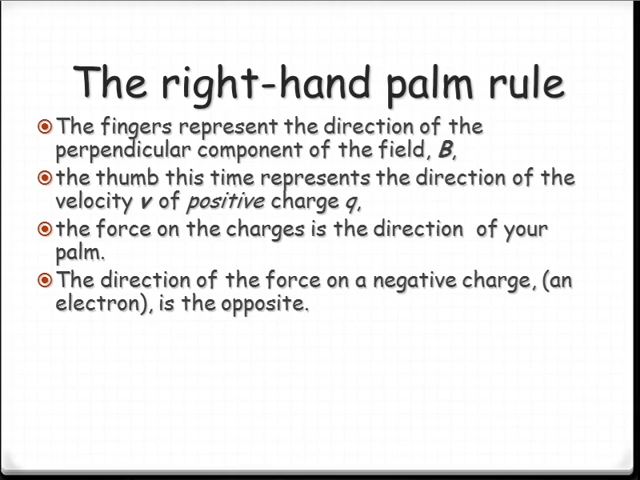 The right-hand palm rule
The fingers represent the direction of the
perpendicular component of the field, B,
the thumb this time represents the direction of the
velocity v of positive charge q,
the force on the charges is the direction of your
palm.
The direction of the force on a negative charge, (an
electron), is the opposite.